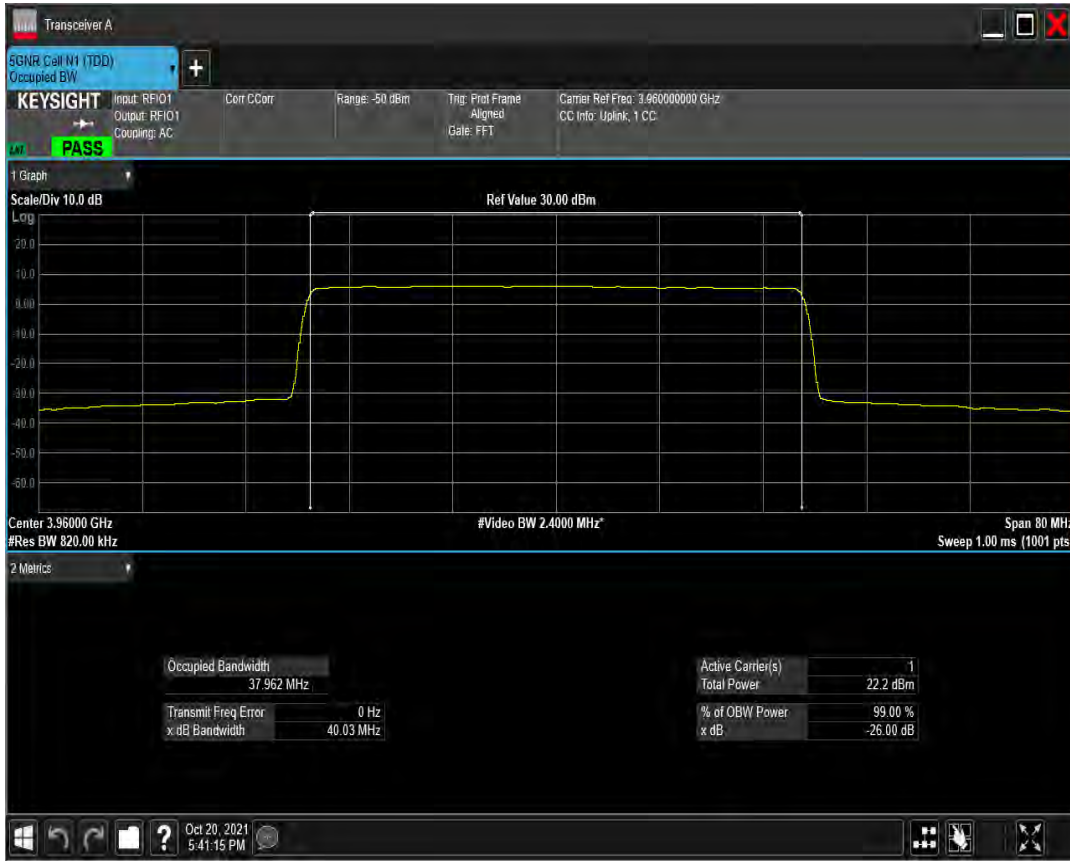 Transceiver A
5GNR Cell N1 (TDD)
Occupied BW
KEYSIGHT
PASS
Input: RFIO1
Output: RFIO1
Coupling: AC
Corr CCorr
Range: -50 dBm
Trig: Prot Frame
Aligned
Gate: FFT
Carrier Ref Freq: 3.960000000 GHz
CC Info: Uplink, 1 CC
1 Graph
Scale/Div 10.0 dB
Ref Value 30.00 dBm
Log
20.0
10.0
0.00
-10.0
-20.0
-30.0
-40.0
-50.0
-60.0
Center 3.96000 GHz
#Video BW 2.4000 MHz*
Span 80 MHz
#Res BW 820.00 kHz
Sweep 1.00 ms (1001 pts
2 Metrics
Occupied Bandwidth
37.962 MHz
Transmit Freq Error 0 Hz
x dB Bandwidth 40.03 MHz
Active Carrier(s) 1
Total Power 22.2 dBm
% of OBW Power 99.00 %
x dB -26.00 dB
Oct 20, 2021
5:41:15 PM